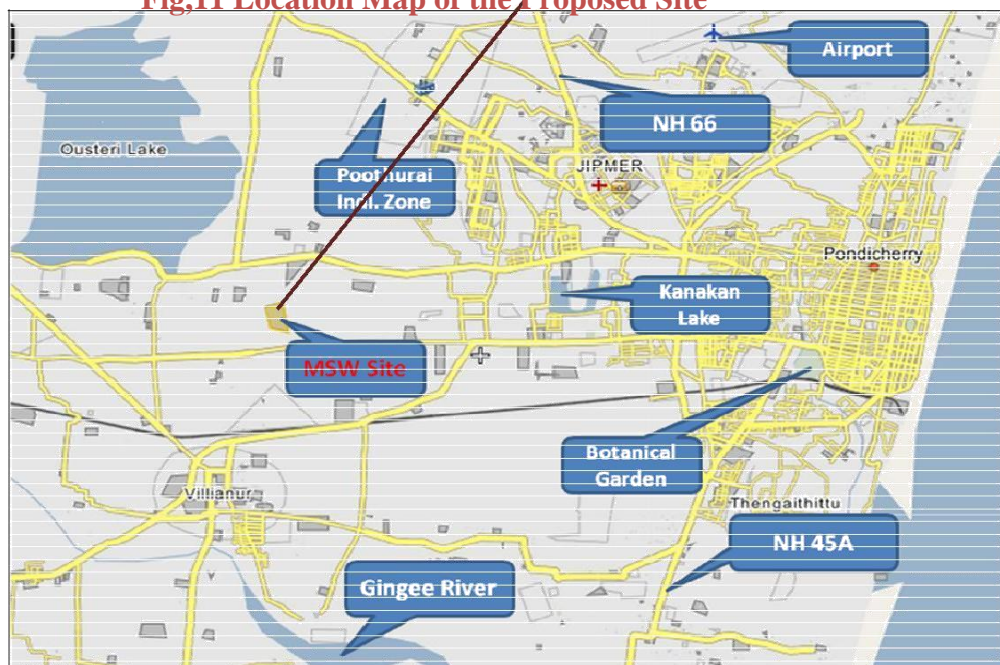 Fig,11 Location Map of the Proposed Site
Airport
NH 66
Ousteri Lake
JIPMER
Poothurai
Indl. Zone
Pondicherry
Kanakan
Lake
MSW Site
Botanical
Garden
Villianur
Thengaithittu
NH 45A
Gingee River